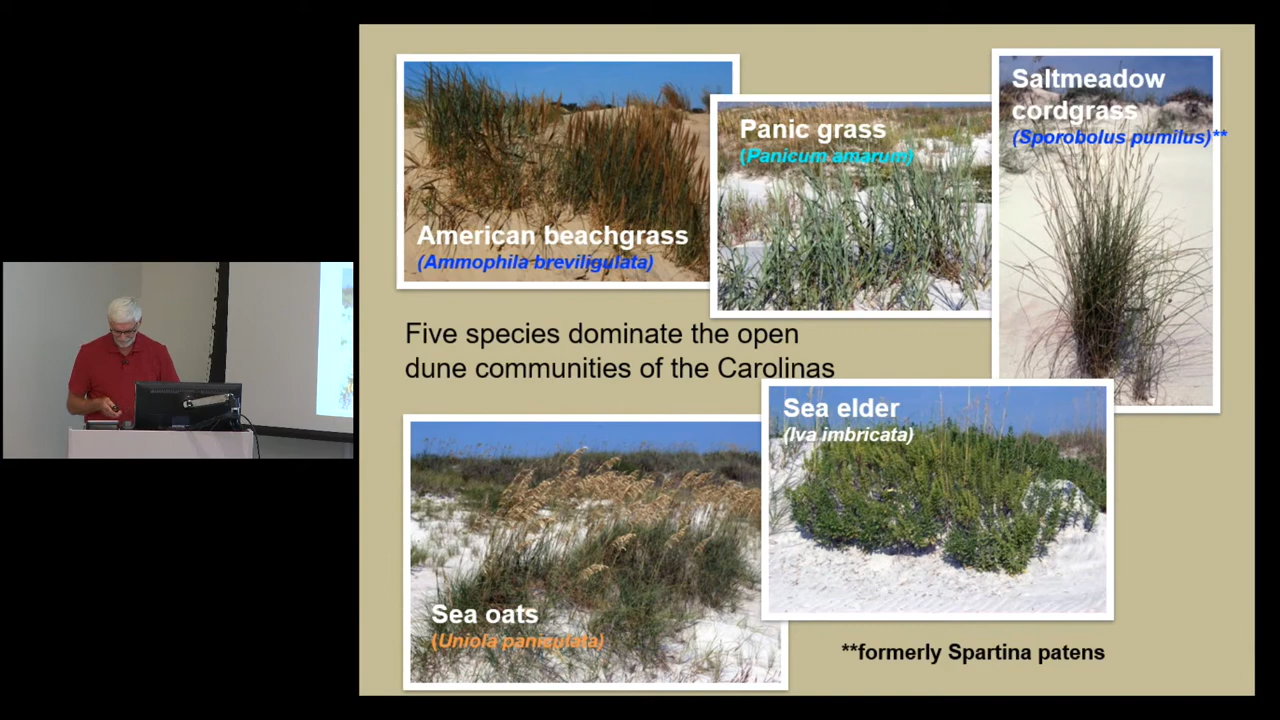 American beachgrass
(Ammophila breviligulata)
Panic grass
(Panicum amarum)
Saltmeadow
cordgrass
(Sporobolus pumilus)**
Five species dominate the open
dune communities of the Carolinas
Sea oats
(Uniola paniculata)
Sea elder
(Iva imbricata)
**formerly Spartina patens